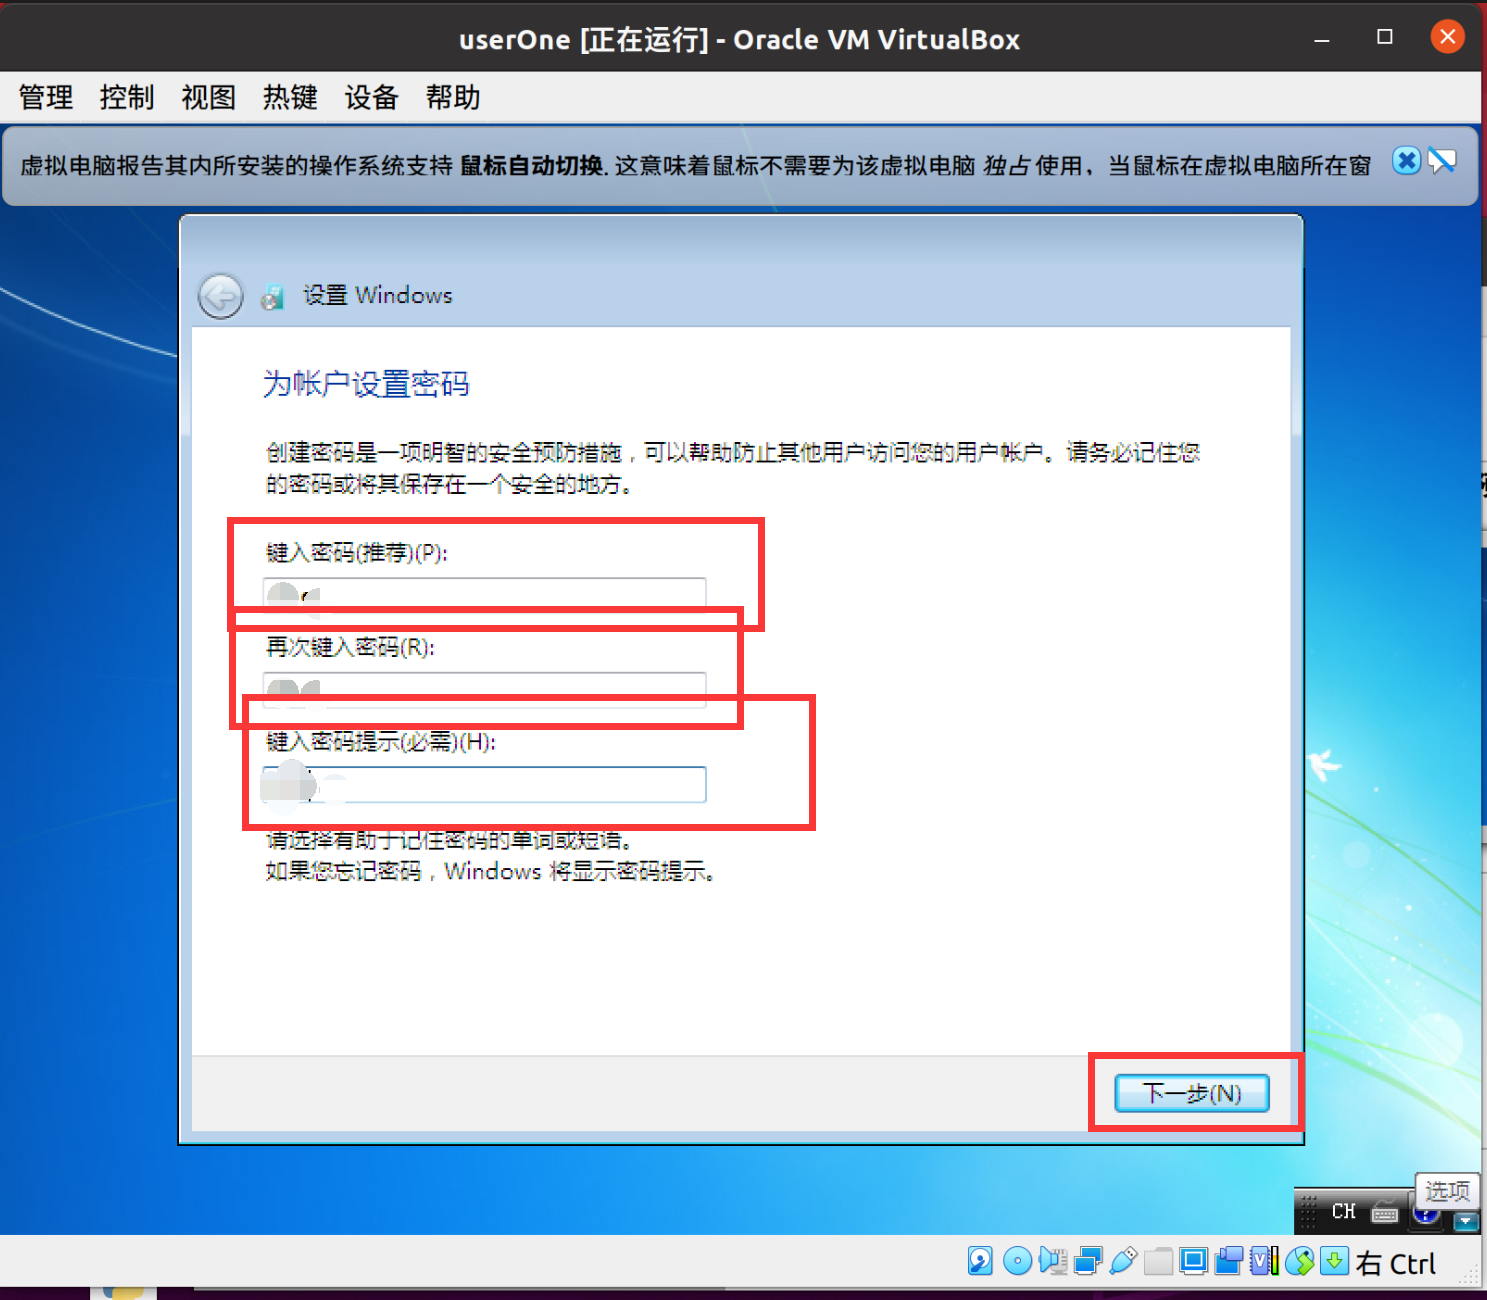 userOne [正在运行] - Oracle VM VirtualBox
管理 控制 视图 热键 设备 帮助
虚拟电脑报告其内所安装的操作系统支持 鼠标自动切换. 这意味着鼠标不需要为该虚拟电脑 独占 使用，当鼠标在虚拟电脑所在窗
设置 Windows
为帐户设置密码
创建密码是一项明智的安全预防措施，可以帮助防止其他用户访问您的用户帐户。请务必记住您
的密码或将其保存在一个安全的地方。
键入密码(推荐)(P):
再次键入密码(R):
键入密码提示(必需)(H):
请选择有助于记住密码的单词或短语。
如果您忘记密码，Windows 将显示密码提示。
下一步(N)
选项
CH
右 Ctrl